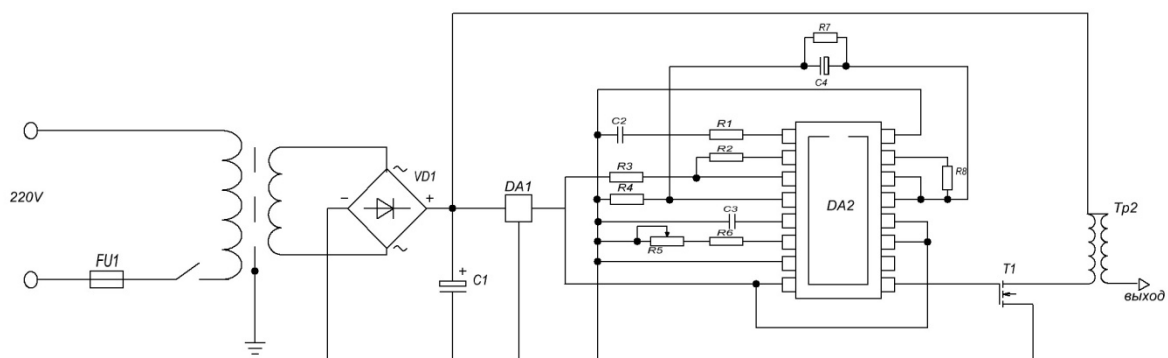 R7
C4
C2
R1
R2
R3
R4
R8
VD1
DA1
DA2
C3
220V
R5
R6
Tp2
FU1
C1
T1
выход
~
~
−
+
+